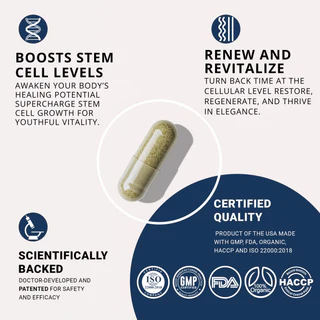 BOOSTS STEM
CELL LEVELS
AWAKEN YOUR BODY'S
HEALING POTENTIAL
SUPERCHARGE STEM
CELL GROWTH FOR
YOUTHFUL VITALITY.
RENEW AND
REVITALIZE
TURN BACK TIME AT THE
CELLULAR LEVEL RESTORE,
REGENERATE, AND THRIVE
IN ELEGANCE.
SCIENTIFICALLY
BACKED
DOCTOR-DEVELOPED AND
PATENTED FOR SAFETY
AND EFFICACY
CERTIFIED
QUALITY
PRODUCT OF THE USA MADE
WITH GMP, FDA, ORGANIC,
HACCP AND ISO 22000:2018
ISO
GMP
FDA
100%
Organic
HACCP